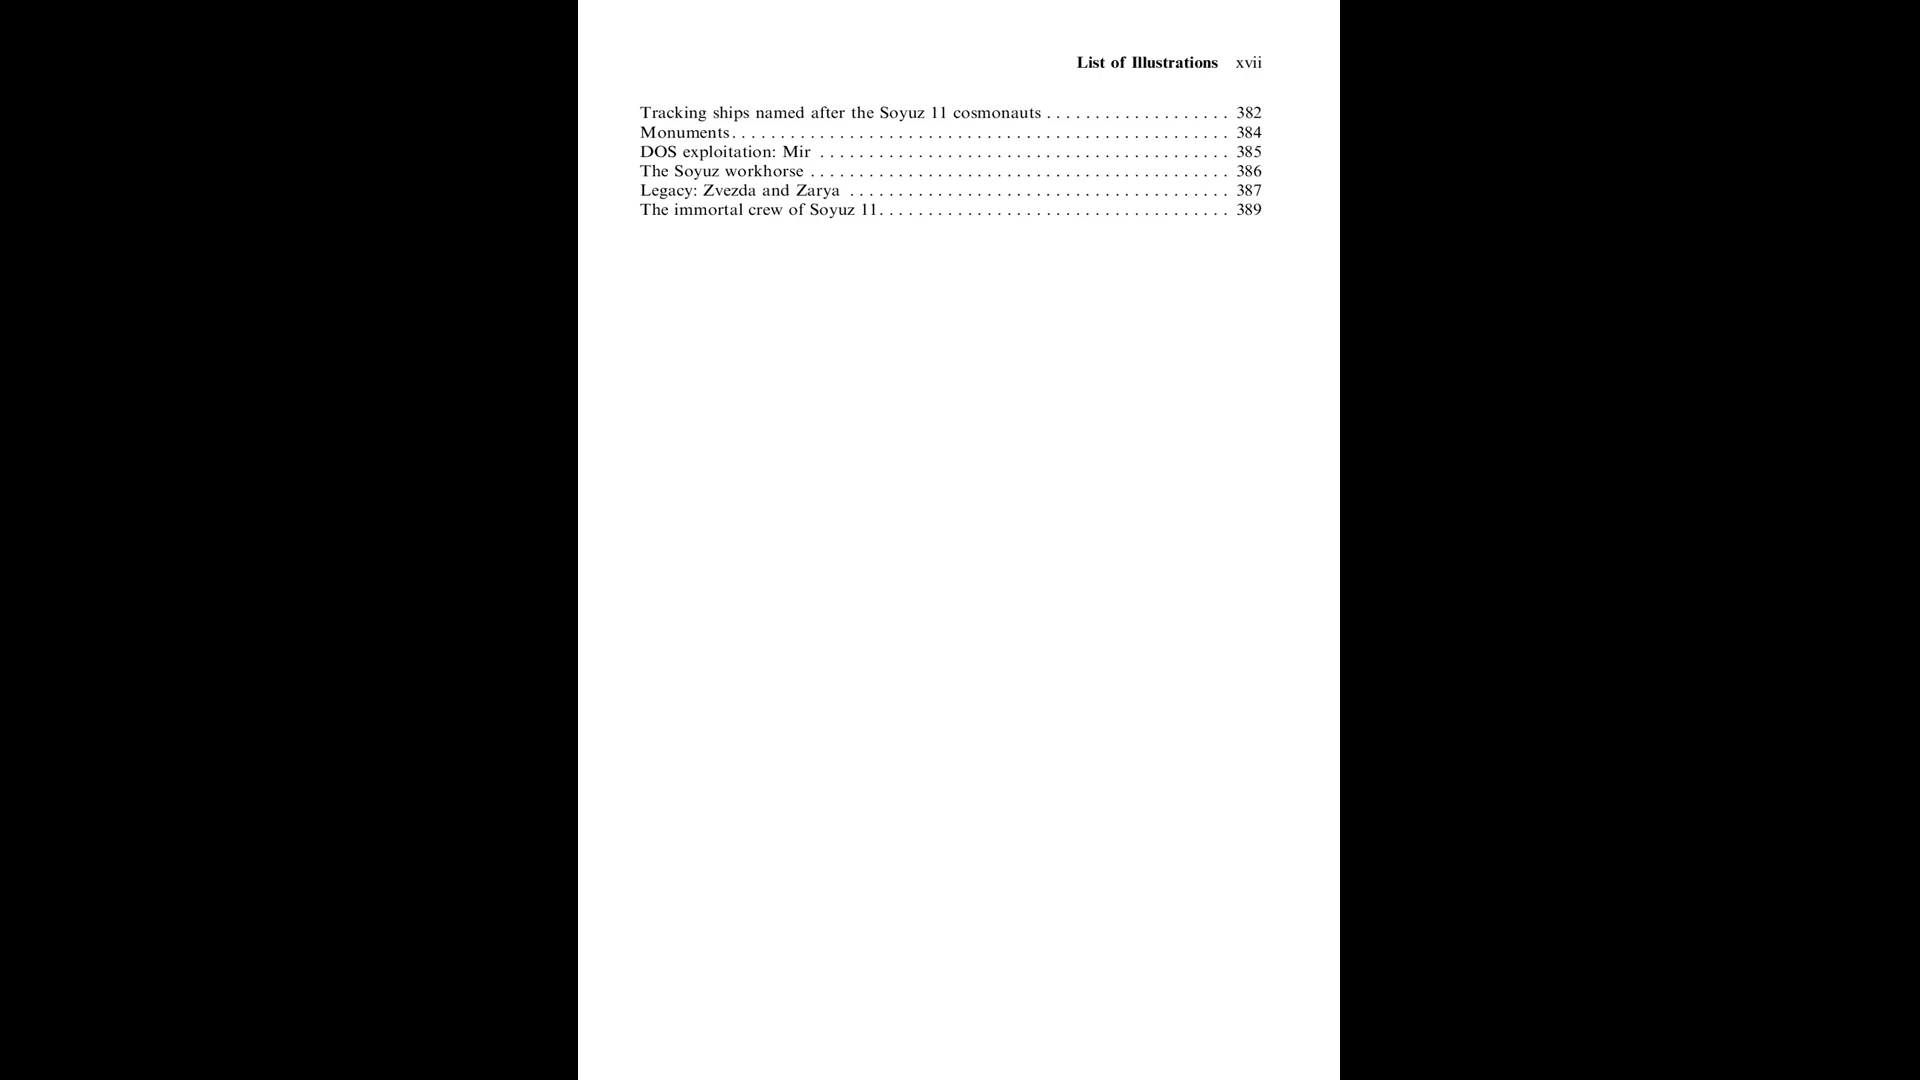 List of Illustrations xvii
Tracking ships named after the Soyuz 11 cosmonauts . . . . . . . . . . . . . . . . . . . 382
Monuments. . . . . . . . . . . . . . . . . . . . . . . . . . . . . . . . . . . . . . . . . . . . . . . . . . . 384
DOS exploitation: Mir . . . . . . . . . . . . . . . . . . . . . . . . . . . . . . . . . . . . . . . . . . 385
The Soyuz workhorse . . . . . . . . . . . . . . . . . . . . . . . . . . . . . . . . . . . . . . . . . . . 386
Legacy: Zvezda and Zarya . . . . . . . . . . . . . . . . . . . . . . . . . . . . . . . . . . . . . . . 387
The immortal crew of Soyuz 11. . . . . . . . . . . . . . . . . . . . . . . . . . . . . . . . . . . . 389